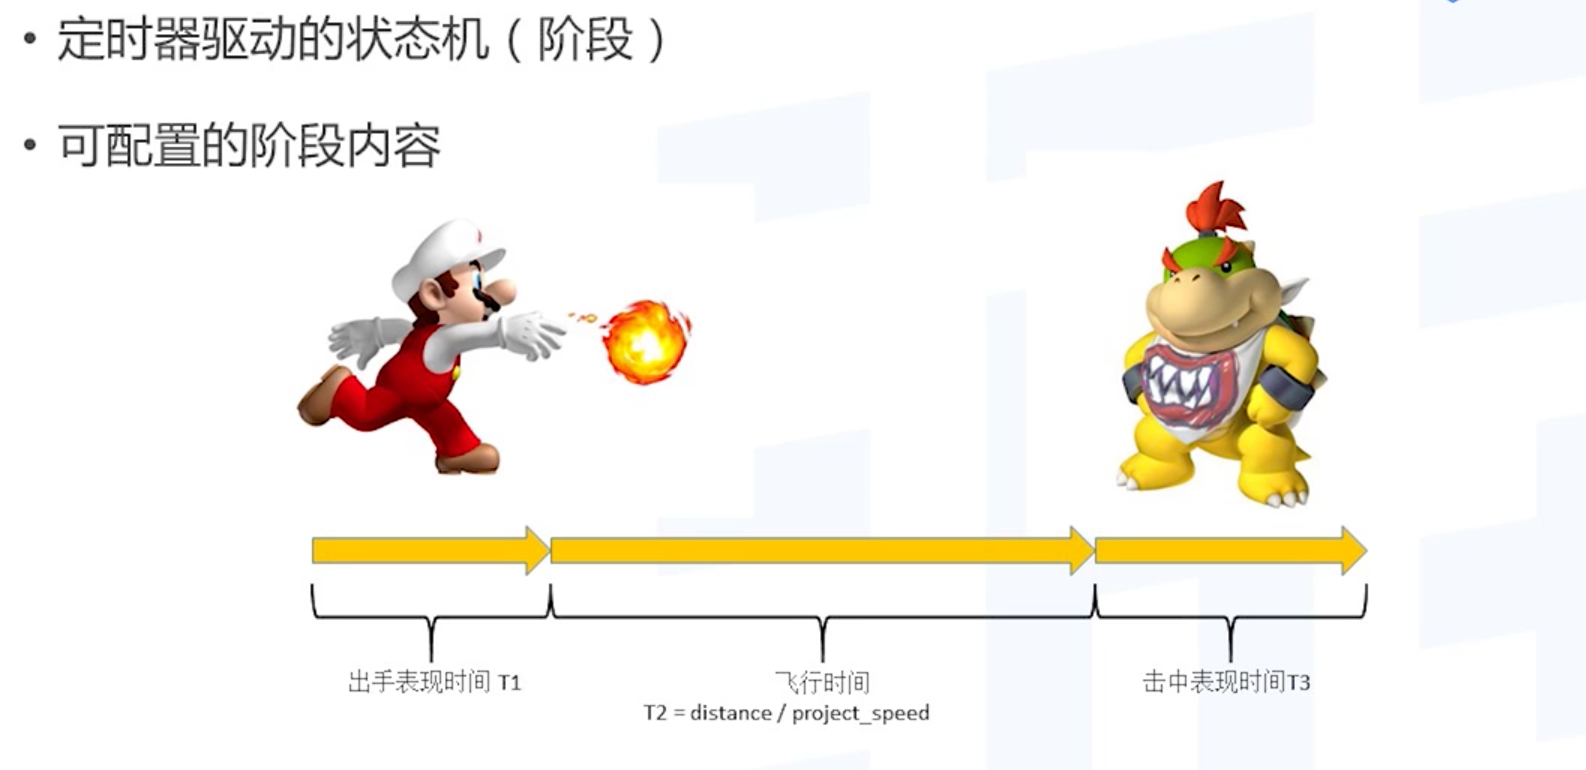 • 定时器驱动的状态机（阶段）
• 可配置的阶段内容
出手表现时间 T1
飞行时间
T2 = distance / project_speed
击中表现时间T3